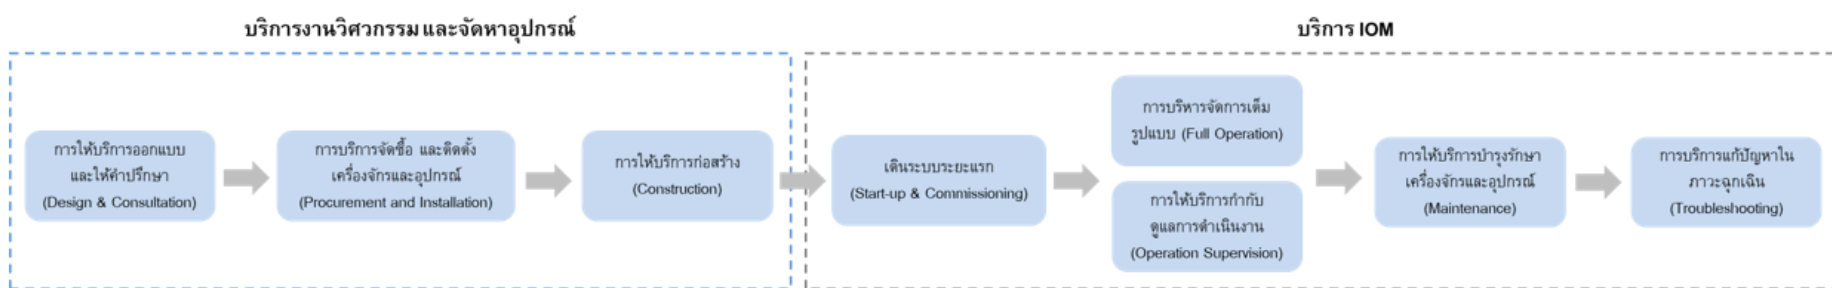 บริการงานวิศวกรรม และจัดหาอุปกรณ์
การให้บริการออกแบบ
และให้คำปรึกษา
(Design & Consultation)
การบริการจัดซื้อ และติดตั้ง
เครื่องจักรและอุปกรณ์
(Procurement and Installation)
การให้บริการก่อสร้าง
(Construction)
บริการ IOM
เดินระบบระยะแรก
(Start-up & Commissioning)
การบริหารจัดการเต็ม
รูปแบบ (Full Operation)
การให้บริการกำกับ
ดูแลการดำเนินงาน
(Operation Supervision)
การให้บริการบำรุงรักษา
เครื่องจักรและอุปกรณ์
(Maintenance)
การบริการแก้ปัญหาใน
ภาวะฉุกเฉิน
(Troubleshooting)